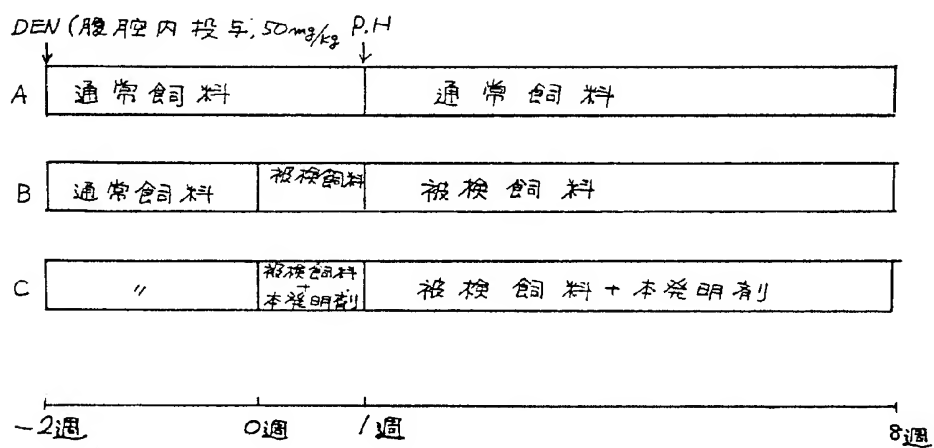 DEN (腹腔内投与, 50mg/kg P.H
A 通常飼料 通常飼料
B 通常飼料 被検飼料 被検飼料
C 〃 被検飼料 + 本発明剤 被検飼料 + 本発明剤
-2週 0週 1週 8週